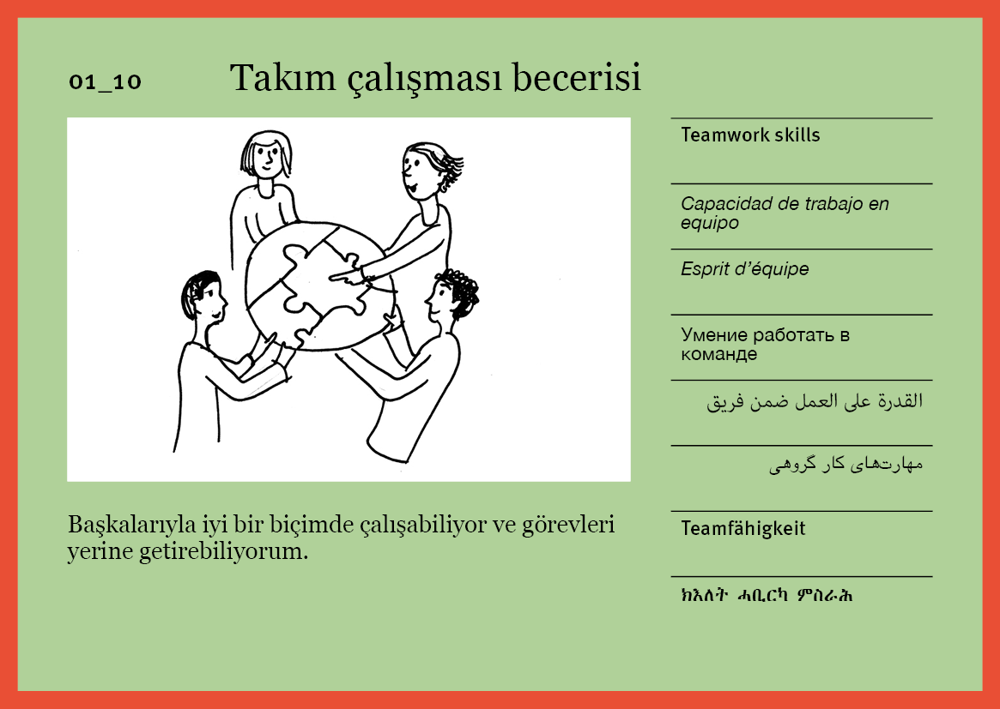 01_10
Takım çalışması becerisi
Teamwork skills
Capacidad de trabajo en
equipo
Esprit d’équipe
Умение работать в
команде
القدرة على العمل ضمن فريق
مهارت‌های کار گروهی
Teamfähigkeit
ክእለት ሓቢርካ ምስራሕ
Başkalarıyla iyi bir biçimde çalışabiliyor ve görevleri
yerine getirebiliyorum.